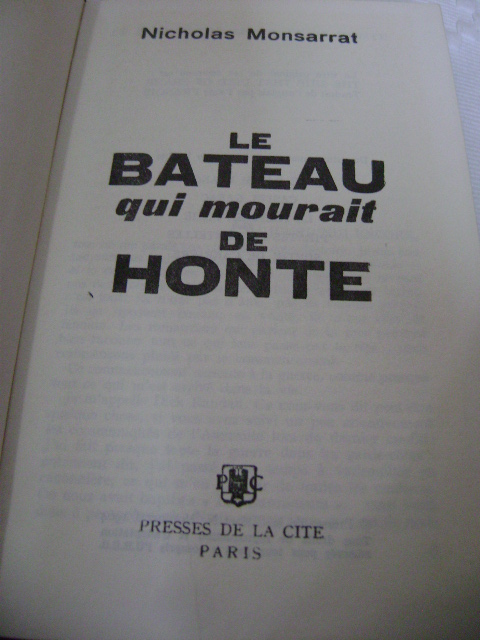 Nicholas Monsarrat
LE
BATEAU
qui mourait
DE
HONTE
P C
PRESSES DE LA CITE
PARIS